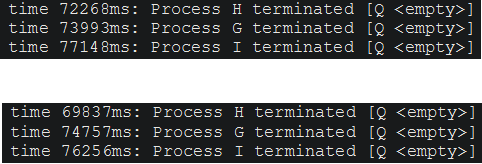 time 72268ms: Process H terminated [Q <empty>]
time 73993ms: Process G terminated [Q <empty>]
time 77148ms: Process I terminated [Q <empty>]
time 69837ms: Process H terminated [Q <empty>]
time 74757ms: Process G terminated [Q <empty>]
time 76256ms: Process I terminated [Q <empty>]